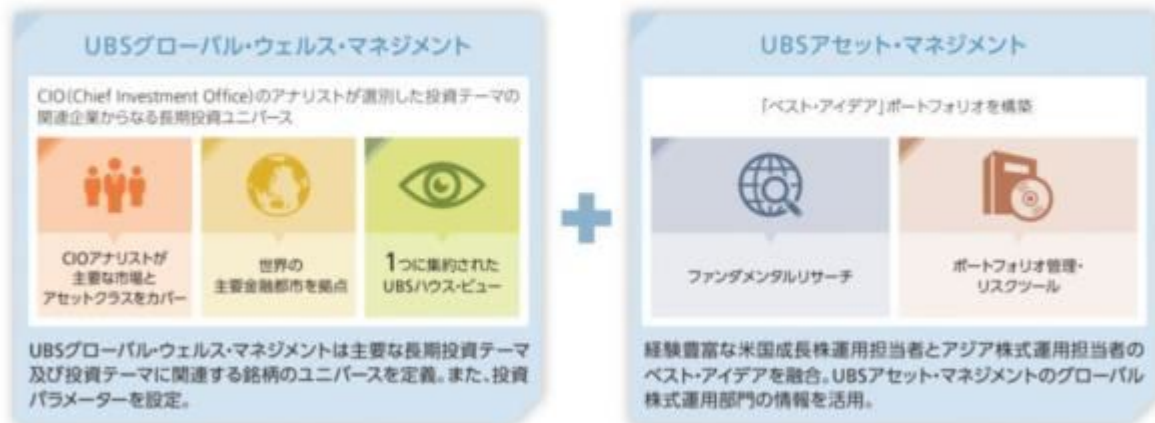 UBSグローバル・ウェルス・マネジメント
CIO(Chief Investment Office)のアナリストが選別した投資テーマの
関連企業からなる長期投資ユニバース
CIOアナリストが
主要な市場と
アセットクラスをカバー
世界の
主要金融都市を拠点
1つに集約された
UBSハウス・ビュー
UBSグローバル・ウェルス・マネジメントは主要な長期投資テーマ
及び投資テーマに関連する銘柄のユニバースを定義。また、投資
パラメーターを設定。
UBSアセット・マネジメント
「ベスト・アイデア」ポートフォリオを構築
ファンダメンタルリサーチ
ポートフォリオ管理・
リスクツール
経験豊富な米国成長株運用担当者とアジア株式運用担当者の
ベスト・アイデアを融合。UBSアセット・マネジメントのグローバル
株式運用部門の情報を活用。